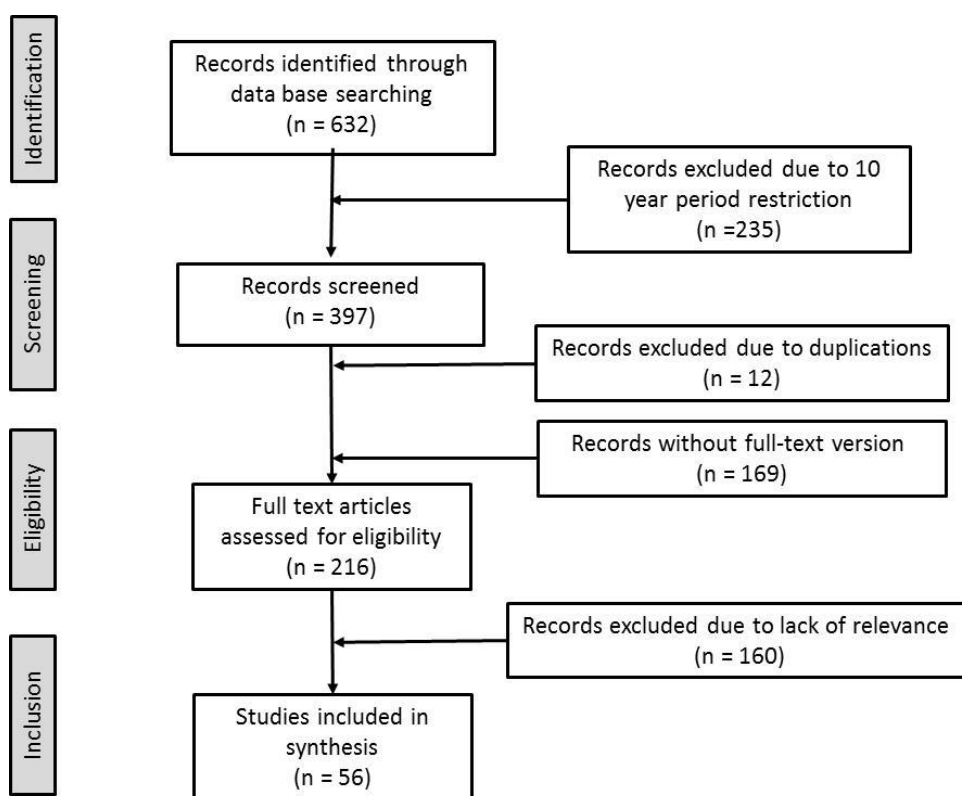 Identification
Records identified through
data base searching
(n = 632)
Records excluded due to 10
year period restriction
(n =235)
Screening
Records screened
(n = 397)
Records excluded due to duplications
(n = 12)
Eligibility
Records without full-text version
(n = 169)
Full text articles
assessed for eligibility
(n = 216)
Inclusion
Records excluded due to lack of relevance
(n = 160)
Studies included in
synthesis
(n = 56)